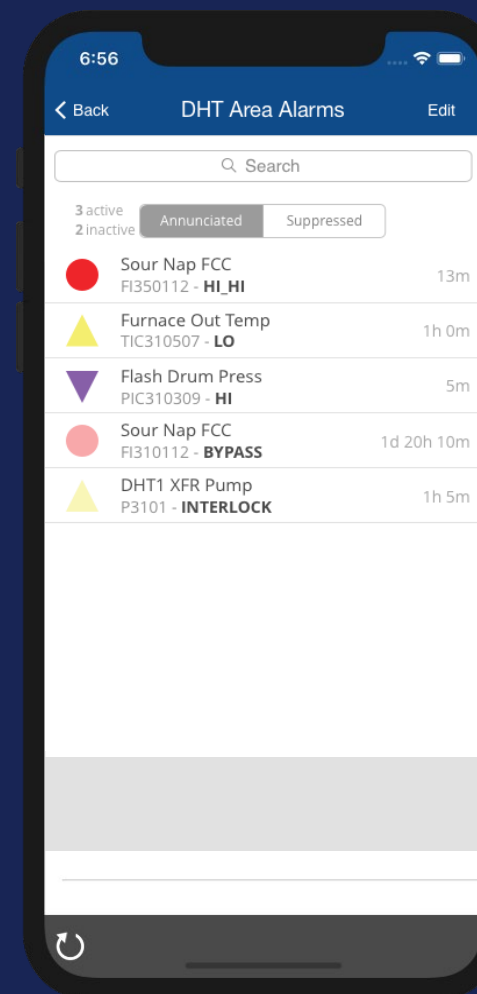 6:56
Back DHT Area Alarms Edit
Search
3 active
2 inactive
Annunciated Suppressed
Sour Nap FCC
FI350112 - HI_HI 13m
Furnace Out Temp
TIC310507 - LO 1h 0m
Flash Drum Press
PIC310309 - HI 5m
Sour Nap FCC
FI310112 - BYPASS 1d 20h 10m
DHT1 XFR Pump
P3101 - INTERLOCK 1h 5m